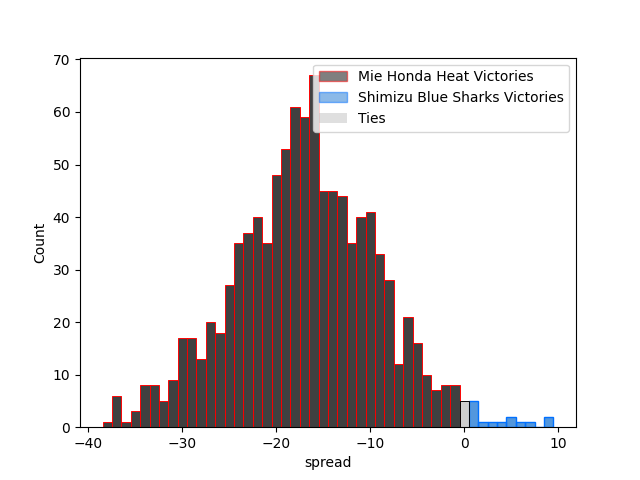 70
60
50
40
30
20
10
0
Count
Mie Honda Heat Victories
Shimizu Blue Sharks Victories
Ties
−40
−30
−20
−10
0
10
spread